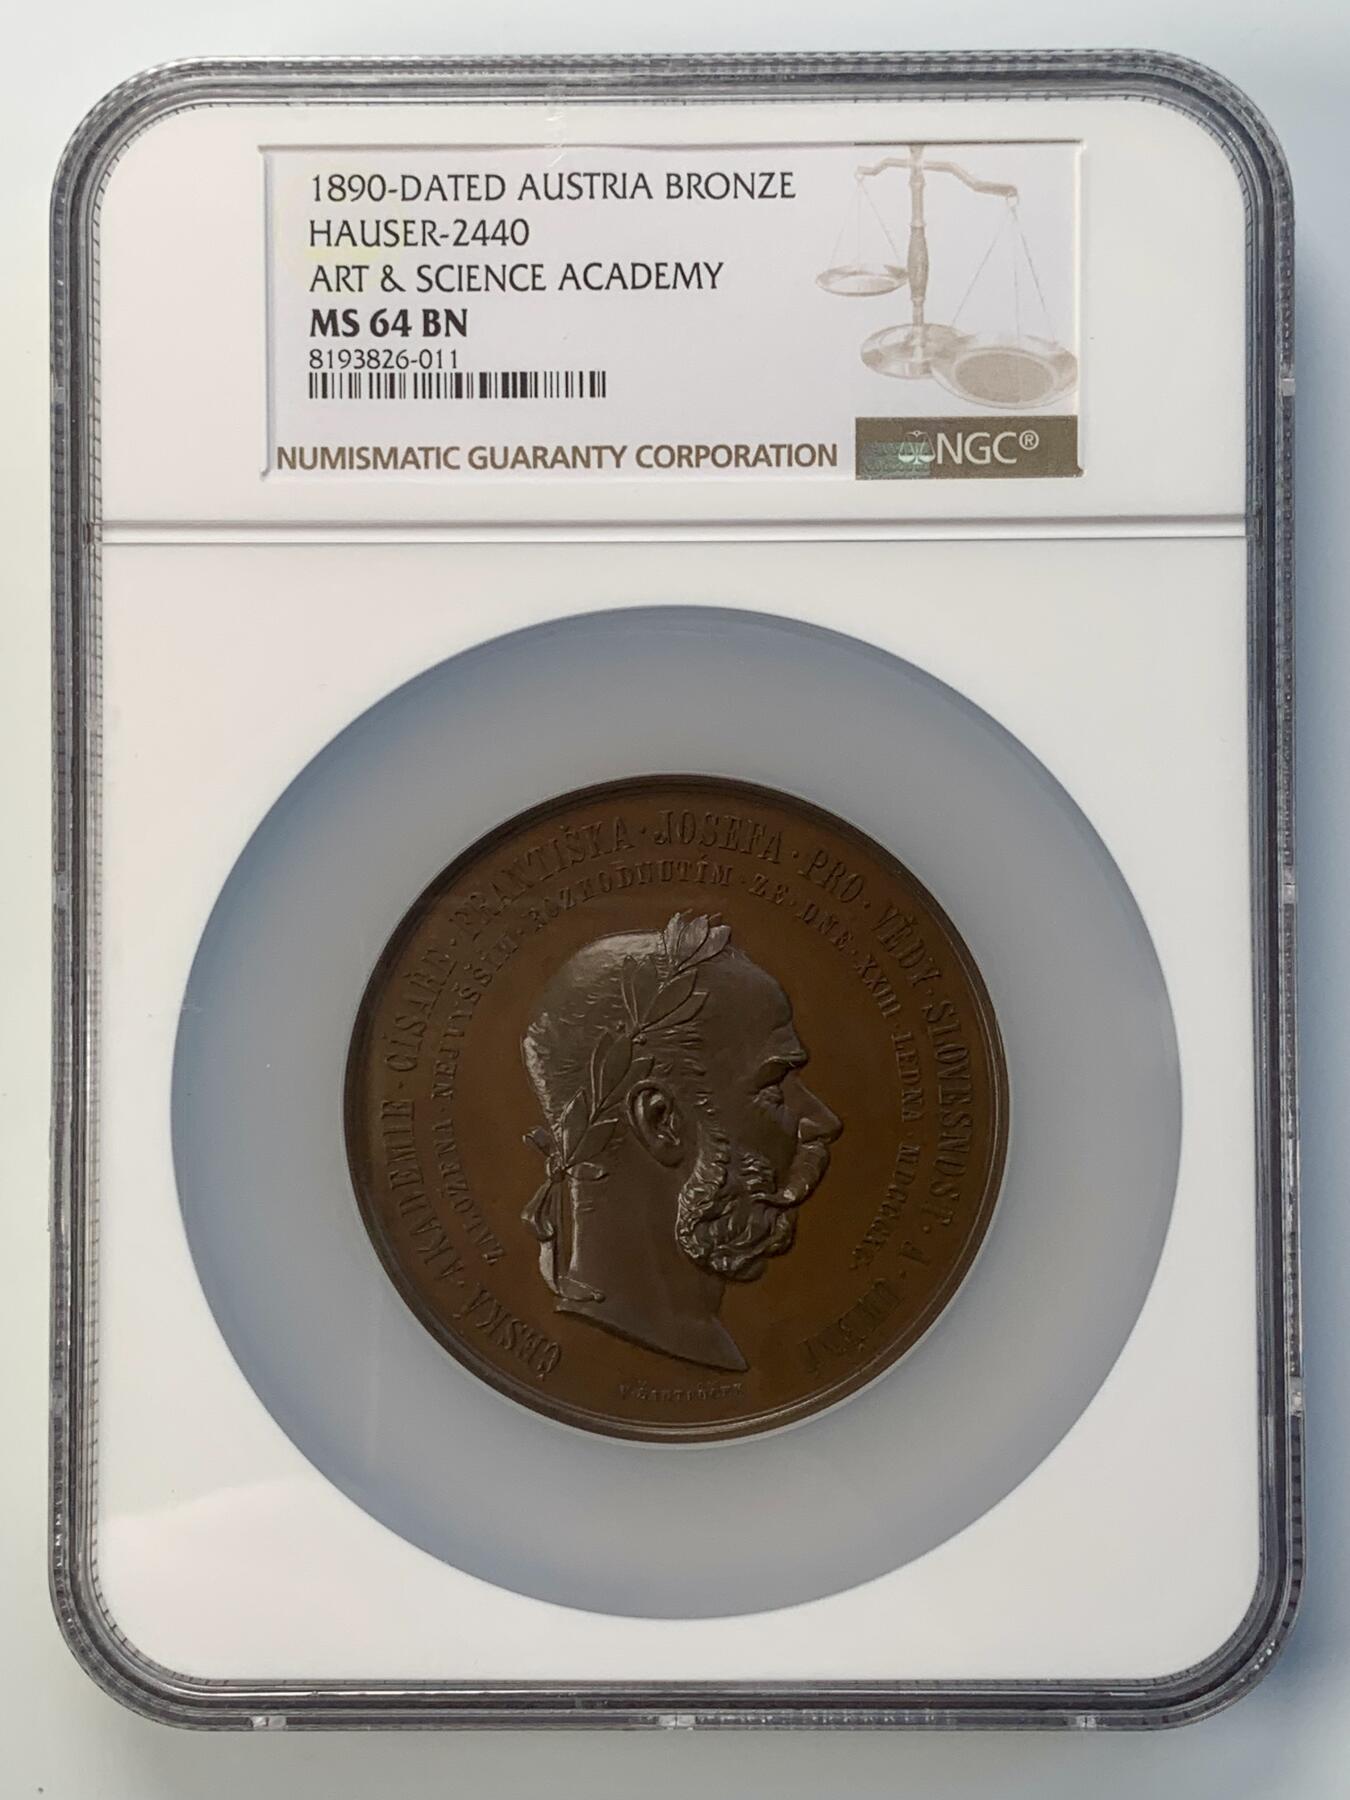 1890-DATED AUSTRIA BRONZE
HAUSER-2440
ART & SCIENCE ACADEMY
MS 64 BN
8193826-011
NUMISMATIC GUARANTY CORPORATION
NGC®
ČESKÁ · AKADEMIE · CÍSAŘE · FRANTIŠKA · JOSEFA · PRO · VĚDY · SLOVESNOST · A · UMĚNÍ
ZALOŽENA · NEJVYŠŠÍM · ROZHODNUTÍM · ZE · DNE · XXIII · LEDNA · MDCCCXC.